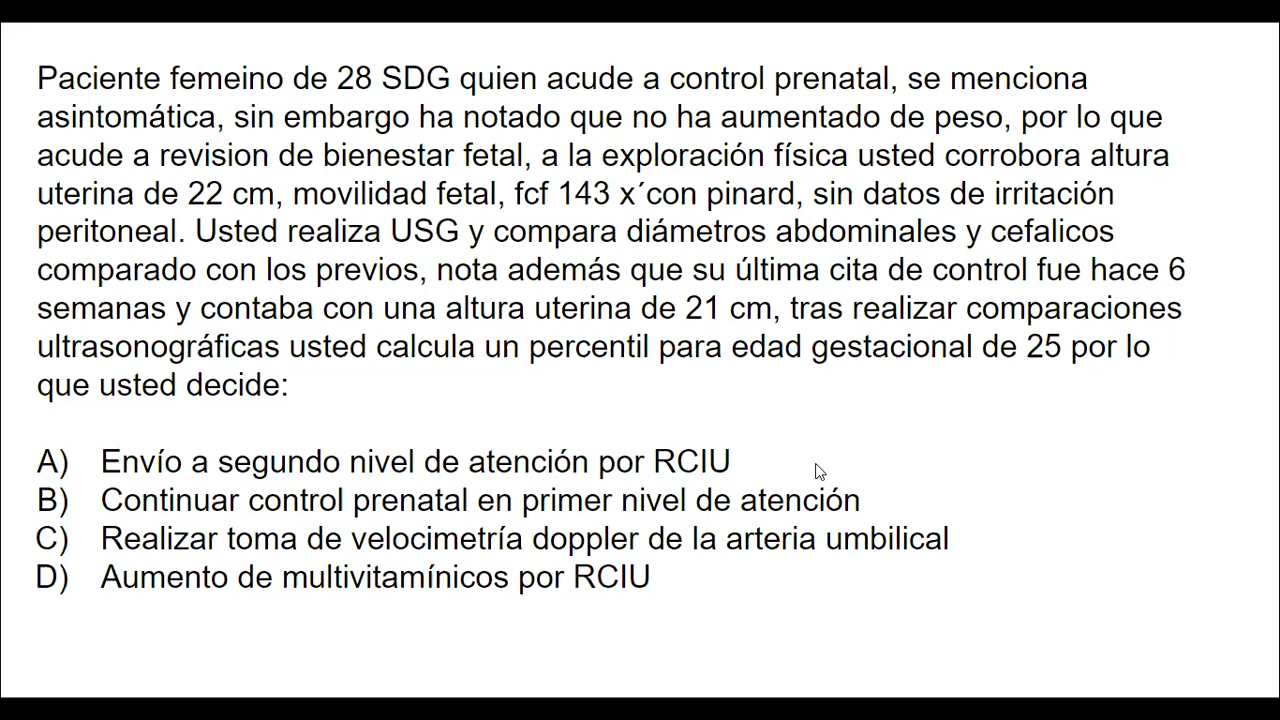 Paciente femeino de 28 SDG quien acude a control prenatal, se menciona
asintomática, sin embargo ha notado que no ha aumentado de peso, por lo que
acude a revision de bienestar fetal, a la exploración física usted corrobora altura
uterina de 22 cm, movilidad fetal, fcf 143 x´con pinard, sin datos de irritación
peritoneal. Usted realiza USG y compara diámetros abdominales y cefalicos
comparado con los previos, nota además que su última cita de control fue hace 6
semanas y contaba con una altura uterina de 21 cm, tras realizar comparaciones
ultrasonográficas usted calcula un percentil para edad gestacional de 25 por lo
que usted decide:
A) Envío a segundo nivel de atención por RCIU
B) Continuar control prenatal en primer nivel de atención
C) Realizar toma de velocimetría doppler de la arteria umbilical
D) Aumento de multivitamínicos por RCIU